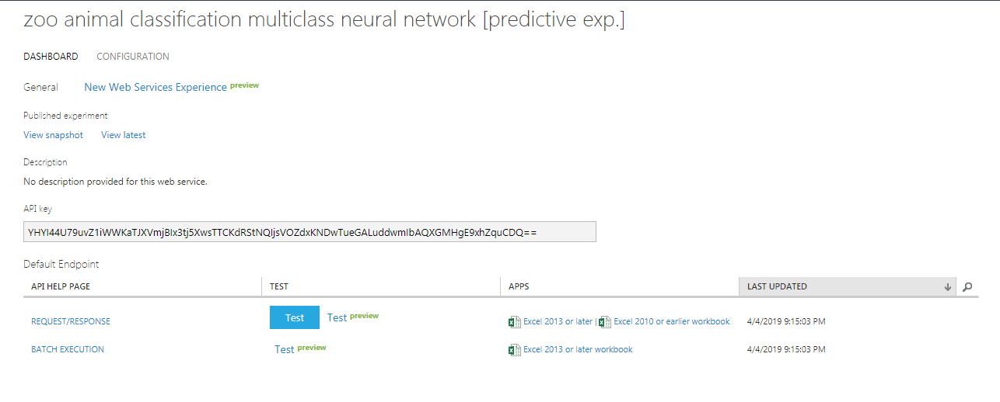 zoo animal classification multiclass neural network [predictive exp.]
DASHBOARD CONFIGURATION
General New Web Services Experience preview
Published experiment
View snapshot View latest
Description
No description provided for this web service.
API key
YHYI44U79uvZ1iWWKaTJXVmjBIx3tj5XwsTTCKdRStNQIjsVOZdxKNDwTueGALuddwmIbAQXGMHgE9xhZquCDQ==
Default Endpoint
API HELP PAGE TEST APPS LAST UPDATED
REQUEST/RESPONSE Test Test preview Excel 2013 or later | Excel 2010 or earlier workbook 4/4/2019 9:15:03 PM
BATCH EXECUTION Test preview Excel 2013 or later workbook 4/4/2019 9:15:03 PM